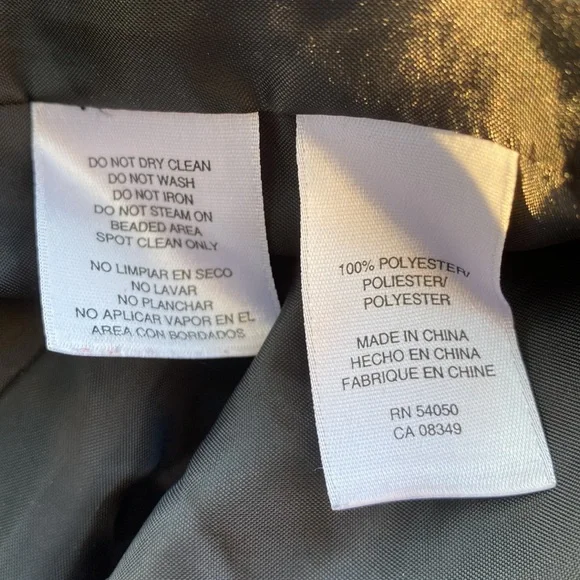 DO NOT DRY CLEAN
DO NOT WASH
DO NOT IRON
DO NOT STEAM ON
BEADED AREA
SPOT CLEAN ONLY
NO LIMPIAR EN SECO
NO LAVAR
NO PLANCHAR
NO APLICAR VAPOR EN EL
AREA CON BORDADOS
100% POLYESTER/
POLIESTER/
POLYESTER
MADE IN CHINA
HECHO EN CHINA
FABRIQUE EN CHINE
RN 54050
CA 08349